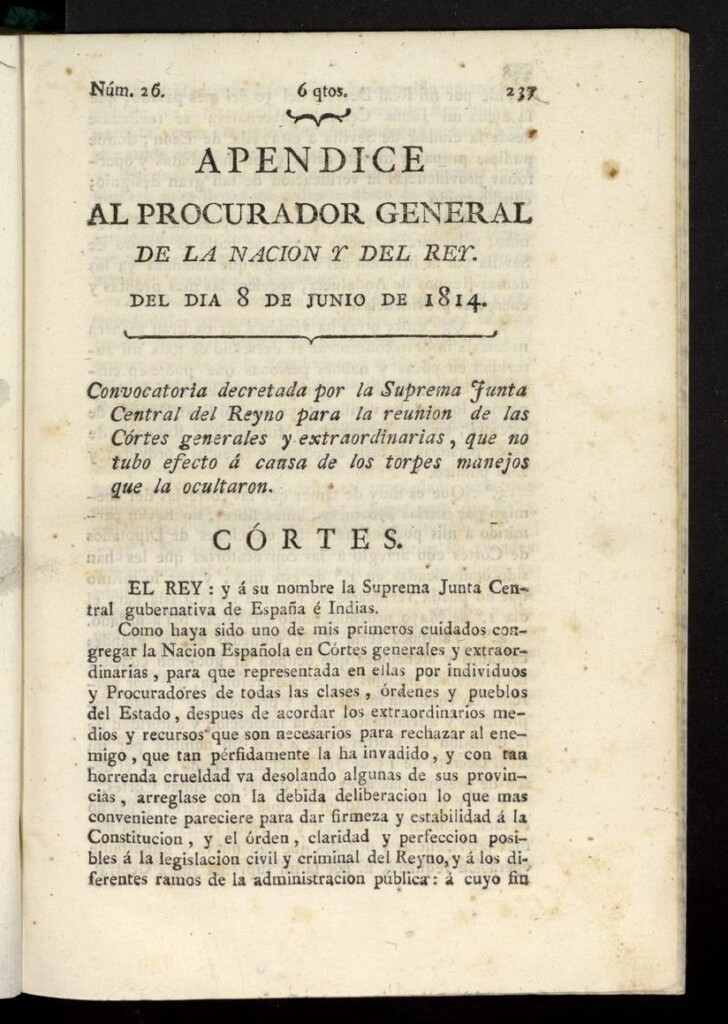 Núm. 26. 6 qtos. 237
APENDICE
AL PROCURADOR GENERAL
DE LA NACION Y DEL REY.
DEL DIA 8 DE JUNIO DE 1814.
Convocatoria decretada por la Suprema Junta
Central del Reyno para la reunion de las
Córtes generales y extraordinarias, que no
tubo efecto á causa de los torpes manejos
que la ocultaron.
CÓRTES.
EL REY: y á su nombre la Suprema Junta Cen-
tral gubernativa de España é Indias.
Como haya sido uno de mis primeros cuidados con-
gregar la Nacion Española en Córtes generales y extraor-
dinarias, para que representada en ellas por individuos
y Procuradores de todas las clases, órdenes y pueblos
del Estado, despues de acordar los extraordinarios me-
dios y recursos que son necesarios para rechazar al ene-
migo, que tan pérfidamente la ha invadido, y con tan
horrenda crueldad va desolando algunas de sus provin-
cias, arreglase con la debida deliberacion lo que mas
conveniente pareciere para dar firmeza y estabilidad á la
Constitucion, y el órden, claridad y perfeccion posi-
bles á la legislacion civil y criminal del Reyno, y á los di-
ferentes ramos de la administracion pública: á cuyo fin